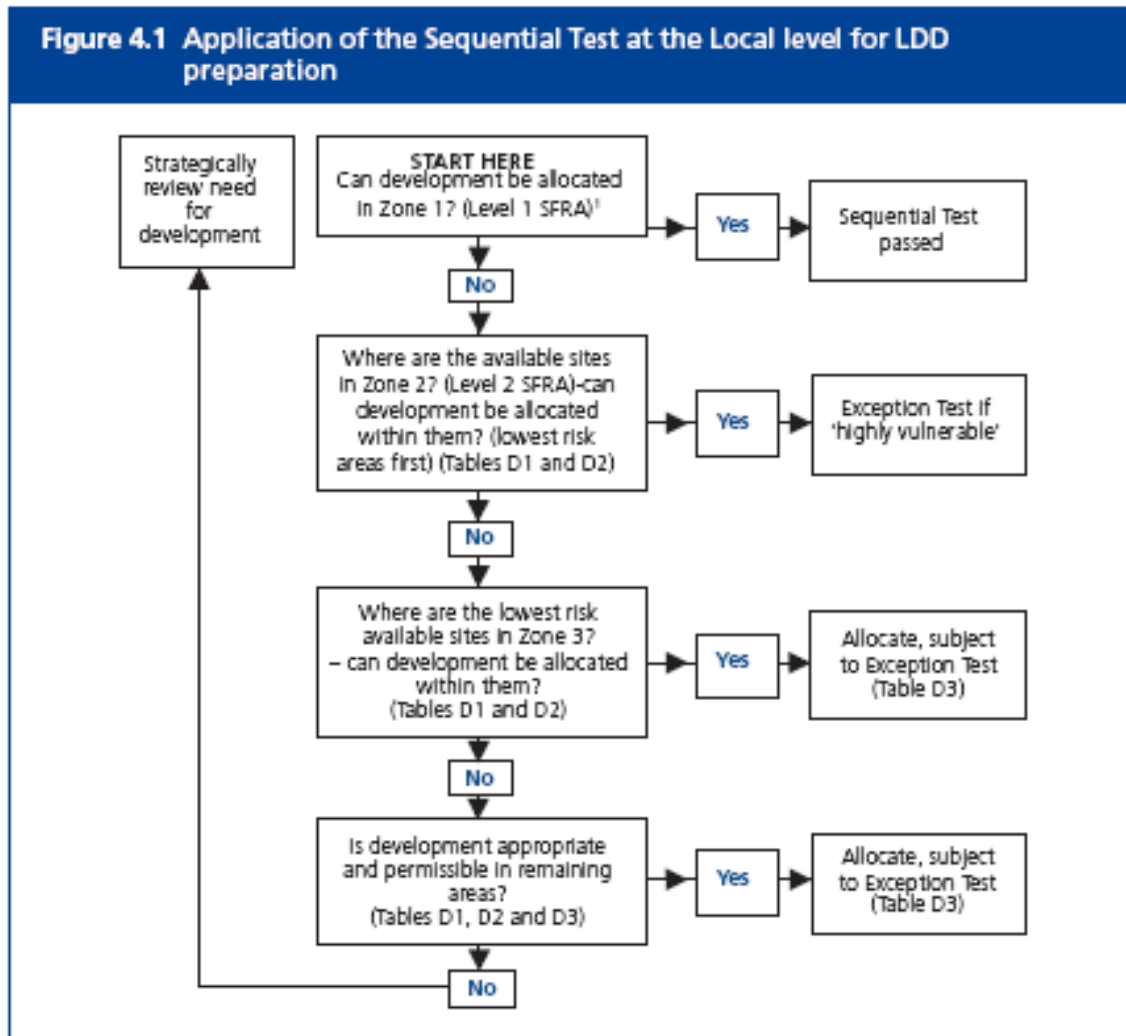 Figure 4.1 Application of the Sequential Test at the Local level for LDD
preparation
Strategically
review need
for
development
START HERE
Can development be allocated
in Zone 1? (Level 1 SFRA)¹
Yes
Sequential Test
passed
No
Where are the available sites
in Zone 2? (Level 2 SFRA)-can
development be allocated
within them? (lowest risk
areas first) (Tables D1 and D2)
Yes
Exception Test if
'highly vulnerable'
No
Where are the lowest risk
available sites in Zone 3?
– can development be allocated
within them?
(Tables D1 and D2)
Yes
Allocate, subject
to Exception Test
(Table D3)
No
Is development appropriate
and permissible in remaining
areas?
(Tables D1, D2 and D3)
Yes
Allocate, subject
to Exception Test
(Table D3)
No